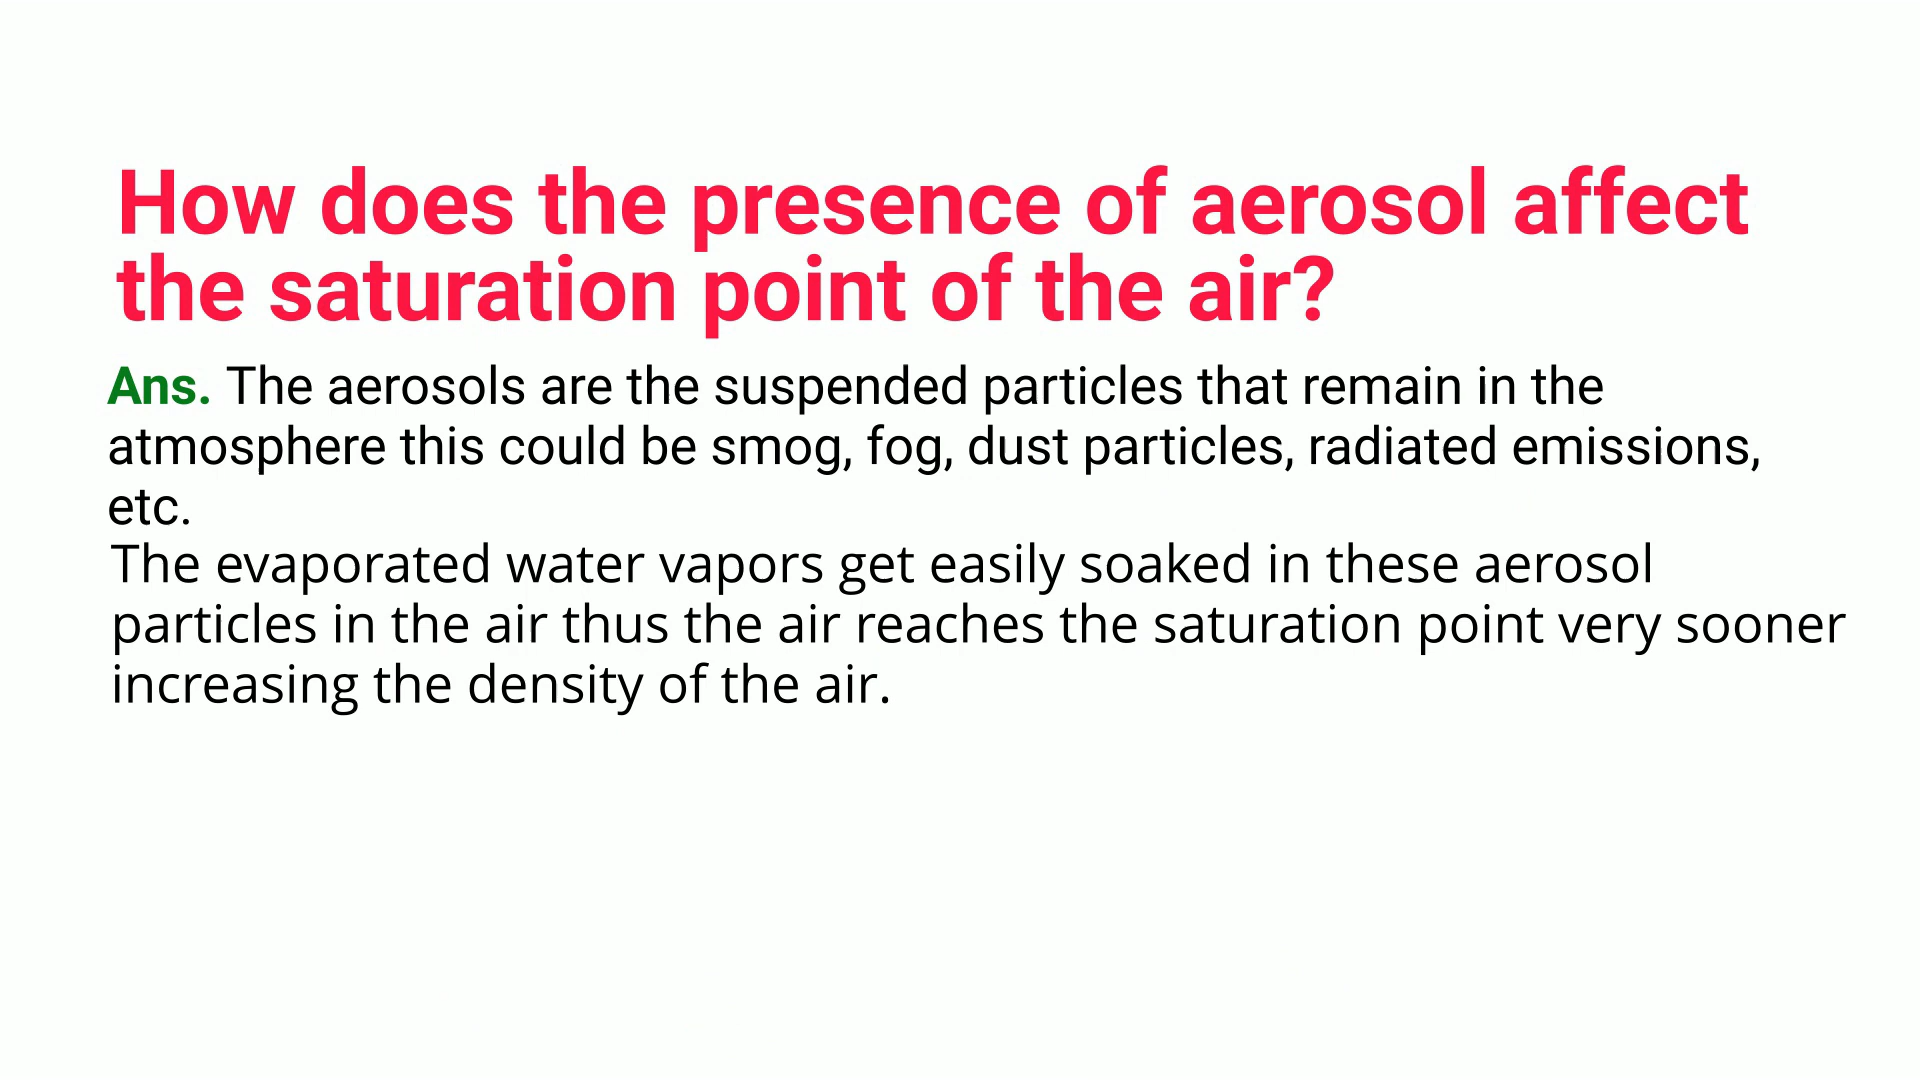 How does the presence of aerosol affect
the saturation point of the air?
Ans. The aerosols are the suspended particles that remain in the
atmosphere this could be smog, fog, dust particles, radiated emissions,
etc.
The evaporated water vapors get easily soaked in these aerosol
particles in the air thus the air reaches the saturation point very sooner
increasing the density of the air.